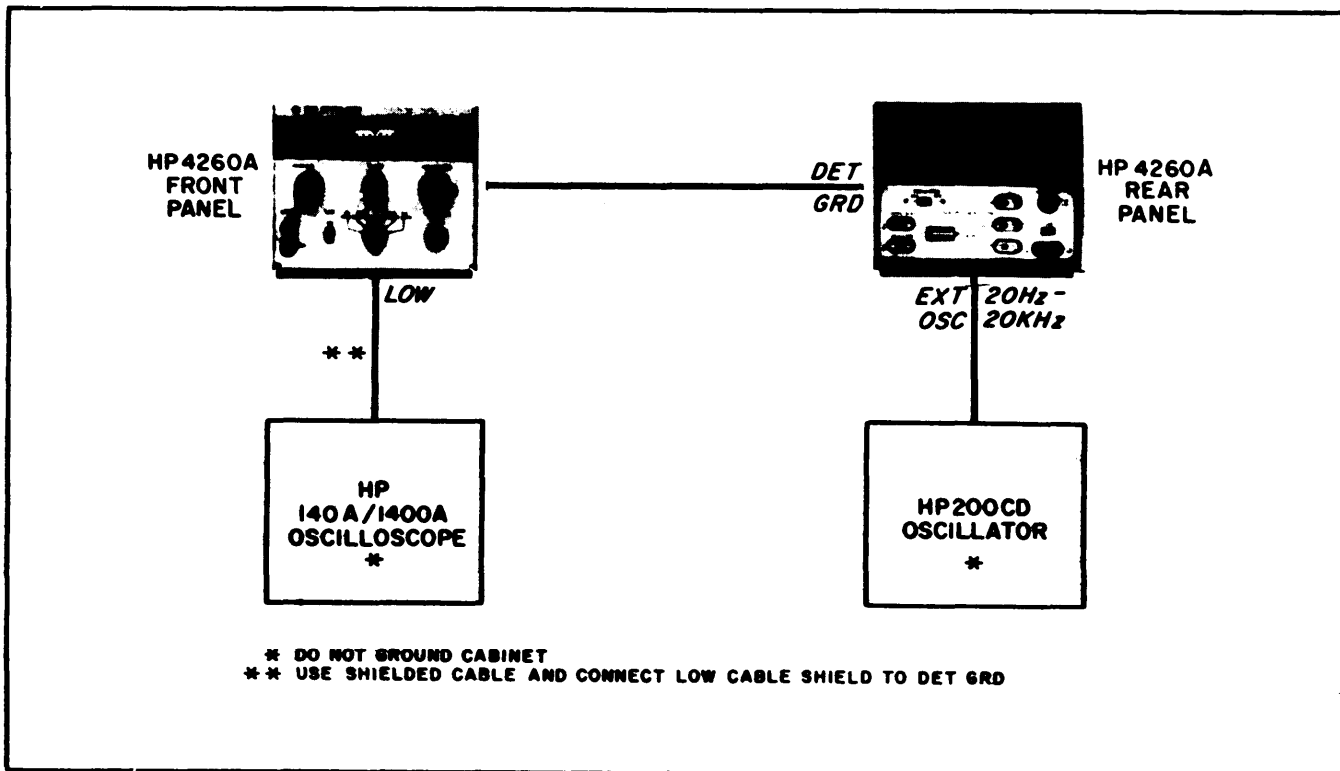 HP 4260A
FRONT
PANEL
DET
GRD
HP 4260A
REAR
PANEL
LOW
EXT 20Hz-
OSC 20KHz
**
HP
140A/1400A
OSCILLOSCOPE
*
HP200CD
OSCILLATOR
*
* DO NOT GROUND CABINET
** USE SHIELDED CABLE AND CONNECT LOW CABLE SHIELD TO DET GRD